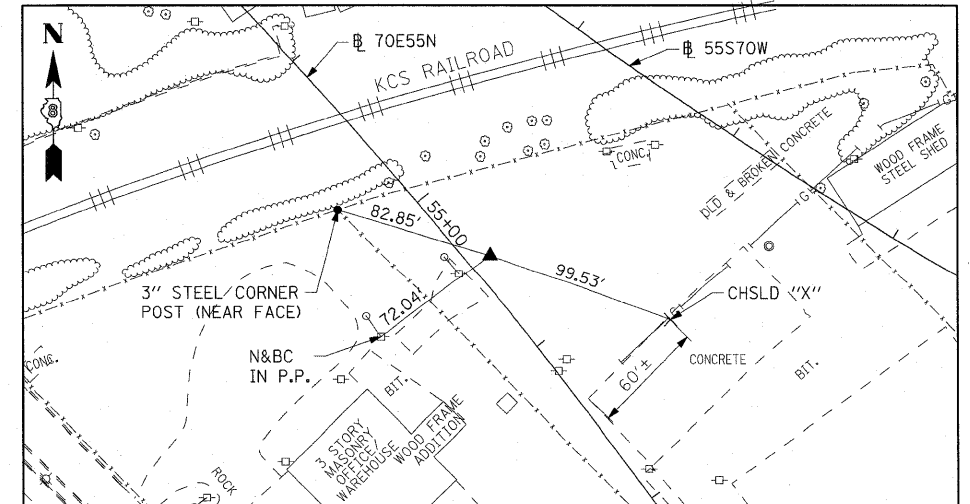 N
8
℄ 70E55N
KCS RAILROAD
℄ 55S70W
CONC.
OLD & BROKEN CONCRETE
WOOD FRAME
STEEL SHED
G
82.85'
55+00
99.53'
3" STEEL CORNER
POST (NEAR FACE)
72.04'
CHSLD "X"
G
N&BC
IN P.P.
60'±
CONCRETE
BIT.
CONC.
BIT.
3 STORY
MASONRY
OFFICE/
WAREHOUSE
WOOD FRAME
ADDITION
ROCK